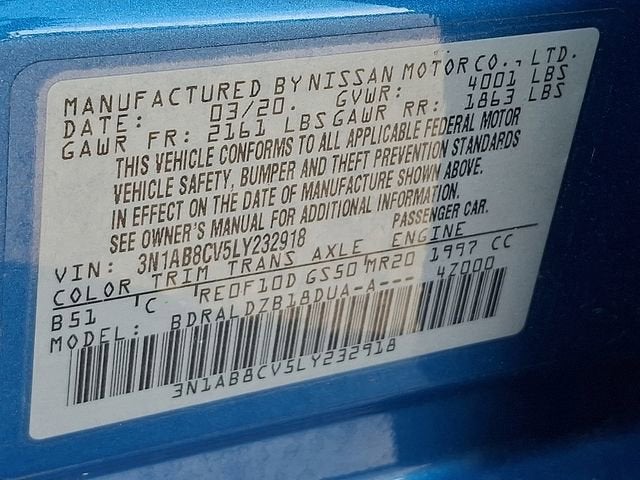 MANUFACTURED BY NISSAN MOTOR CO., LTD.
DATE: 03/20. GVWR: 4001 LBS
GAWR FR: 2161 LBS GAWR RR: 1863 LBS
THIS VEHICLE CONFORMS TO ALL APPLICABLE FEDERAL MOTOR
VEHICLE SAFETY, BUMPER AND THEFT PREVENTION STANDARDS
IN EFFECT ON THE DATE OF MANUFACTURE SHOWN ABOVE.
SEE OWNER'S MANUAL FOR ADDITIONAL INFORMATION.
VIN: 3N1AB8CV5LY232918 PASSENGER CAR.
COLOR TRIM TRANS AXLE ENGINE
B51 C RE0F10D GS50 MR20 1997 CC
MODEL: BDRALDZB18DUA-A--- 4Z000
3N1AB8CV5LY232918